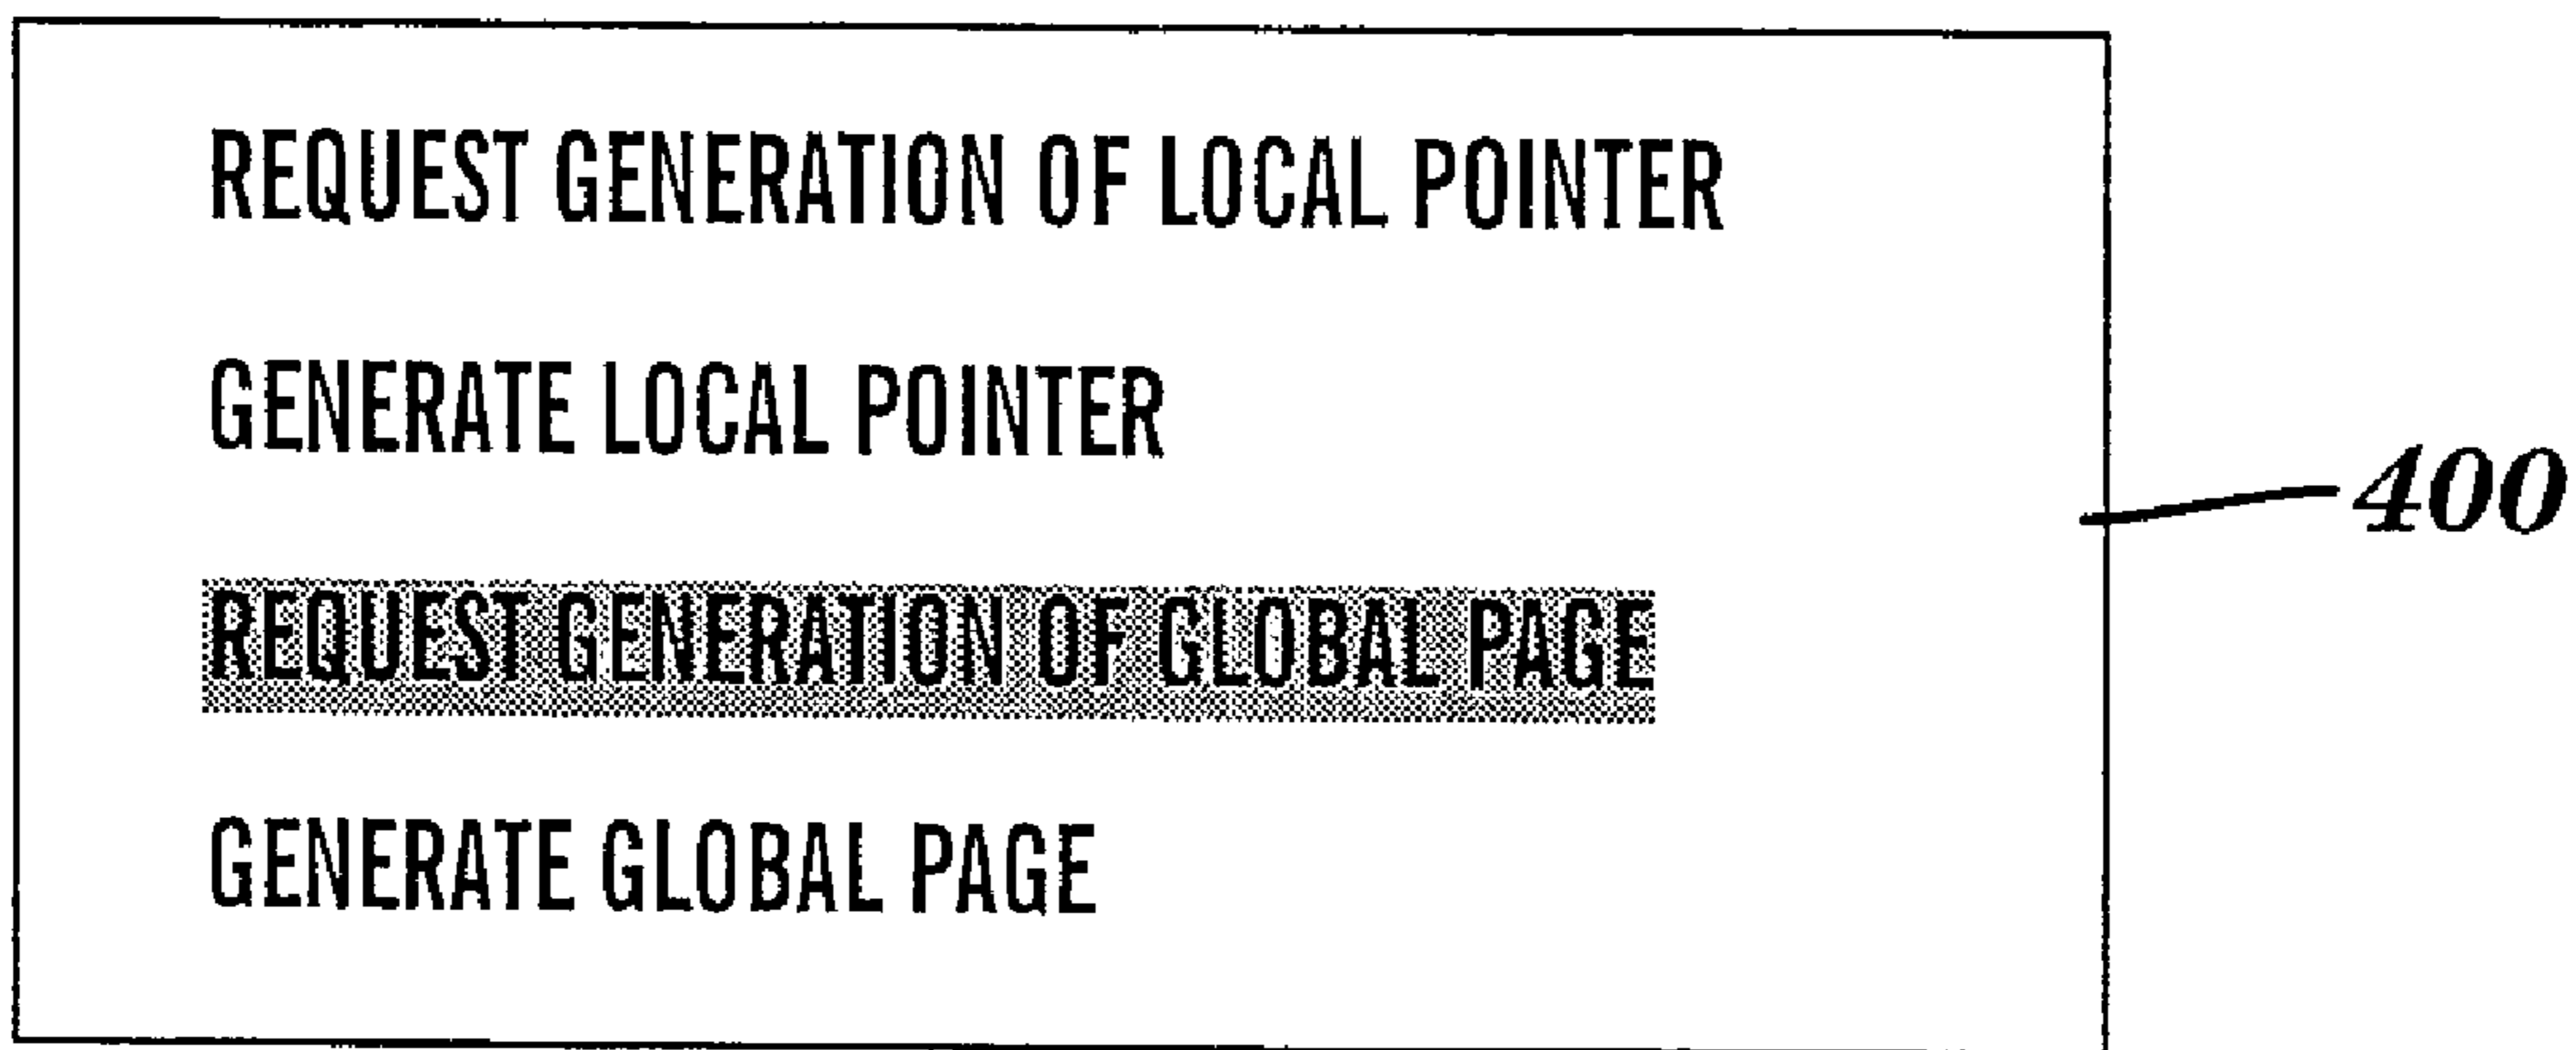 REQUEST GENERATION OF LOCAL POINTER
GENERATE LOCAL POINTER
400
REQUEST GENERATION OF GLOBAL PAGE
GENERATE GLOBAL PAGE